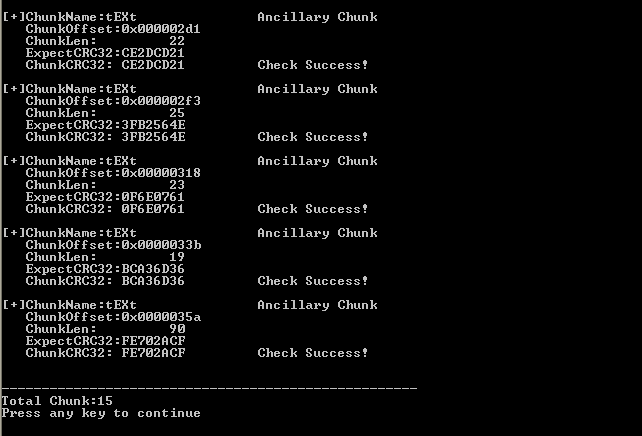 [+]ChunkName:tEXt               Ancillary Chunk
   ChunkOffset:0x000002d1
   ChunkLen:         22
   ExpectCRC32:CE2DCD21
   ChunkCRC32: CE2DCD21         Check Success!
[+]ChunkName:tEXt               Ancillary Chunk
   ChunkOffset:0x000002f3
   ChunkLen:         25
   ExpectCRC32:3FB2564E
   ChunkCRC32: 3FB2564E         Check Success!
[+]ChunkName:tEXt               Ancillary Chunk
   ChunkOffset:0x00000318
   ChunkLen:         23
   ExpectCRC32:0F6E0761
   ChunkCRC32: 0F6E0761         Check Success!
[+]ChunkName:tEXt               Ancillary Chunk
   ChunkOffset:0x0000033b
   ChunkLen:         19
   ExpectCRC32:BCA36D36
   ChunkCRC32: BCA36D36         Check Success!
[+]ChunkName:tEXt               Ancillary Chunk
   ChunkOffset:0x0000035a
   ChunkLen:         90
   ExpectCRC32:FE702ACF
   ChunkCRC32: FE702ACF         Check Success!
----------------------------------------------------
Total Chunk:15
Press any key to continue